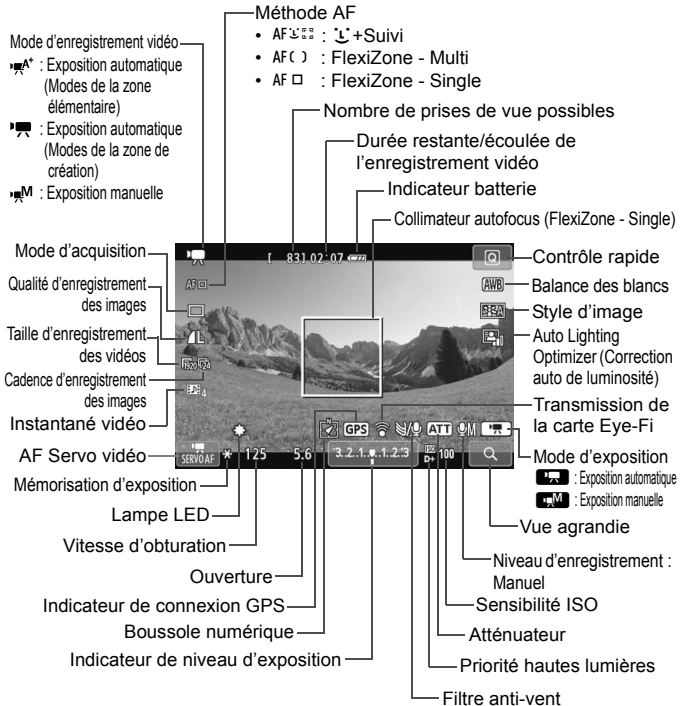 Méthode AF
• AF : +Suivi
• AF( ) : FlexiZone - Multi
• AF □ : FlexiZone - Single
Mode d'enregistrement vidéo
A+ : Exposition automatique
(Modes de la zone
élémentaire)
: Exposition automatique
(Modes de la zone de
création)
M : Exposition manuelle
Nombre de prises de vue possibles
Durée restante/écoulée de
l'enregistrement vidéo
Indicateur batterie
Collimateur autofocus (FlexiZone - Single)
Mode d'acquisition
Qualité d'enregistrement
des images
Taille d'enregistrement
des vidéos
Cadence d'enregistrement
des images
Instantané vidéo
AF Servo vidéo
Mémorisation d'exposition
Lampe LED
Vitesse d'obturation
Ouverture
Indicateur de connexion GPS
Boussole numérique
Indicateur de niveau d'exposition
[ 83] 02:07
AF □
L
1920 24
4
SERVO AF
* 125 5.6 3..2..1..0..1..2..3 ISO D+ 100
N GPS ATT M
Q
AWB
A
Contrôle rapide
Balance des blancs
Style d'image
Auto Lighting
Optimizer (Correction
auto de luminosité)
Transmission de
la carte Eye-Fi
Mode d'exposition
: Exposition automatique
M : Exposition manuelle
Vue agrandie
Niveau d'enregistrement :
Manuel
Sensibilité ISO
Atténuateur
Priorité hautes lumières
Filtre anti-vent